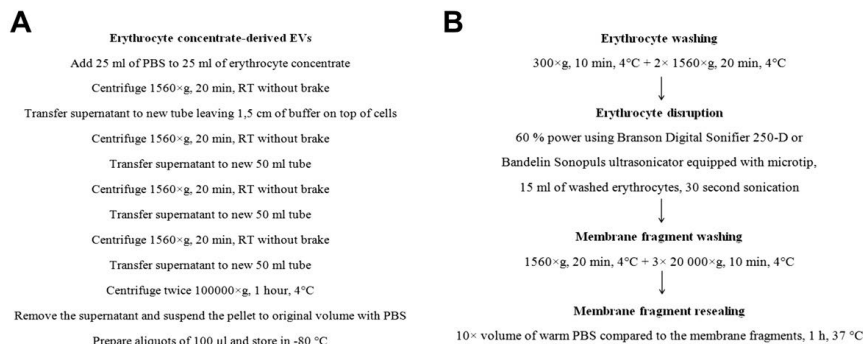 A
Erythrocyte concentrate-derived EVs
Add 25 ml of PBS to 25 ml of erythrocyte concentrate
Centrifuge 1560×g, 20 min, RT without brake
Transfer supernatant to new tube leaving 1,5 cm of buffer on top of cells
Centrifuge 1560×g, 20 min, RT without brake
Transfer supernatant to new 50 ml tube
Centrifuge 1560×g, 20 min, RT without brake
Transfer supernatant to new 50 ml tube
Centrifuge 1560×g, 20 min, RT without brake
Transfer supernatant to new 50 ml tube
Centrifuge twice 100000×g, 1 hour, 4°C
Remove the supernatant and suspend the pellet to original volume with PBS
Prepare aliquots of 100 µl and store in -80 °C
B
Erythrocyte washing
300×g, 10 min, 4°C + 2× 1560×g, 20 min, 4°C
Erythrocyte disruption
60 % power using Branson Digital Sonifier 250-D or
Bandelin Sonopuls ultrasonicator equipped with microtip,
15 ml of washed erythrocytes, 30 second sonication
Membrane fragment washing
1560×g, 20 min, 4°C + 3× 20 000×g, 10 min, 4°C
Membrane fragment resealing
10× volume of warm PBS compared to the membrane fragments, 1 h, 37 °C